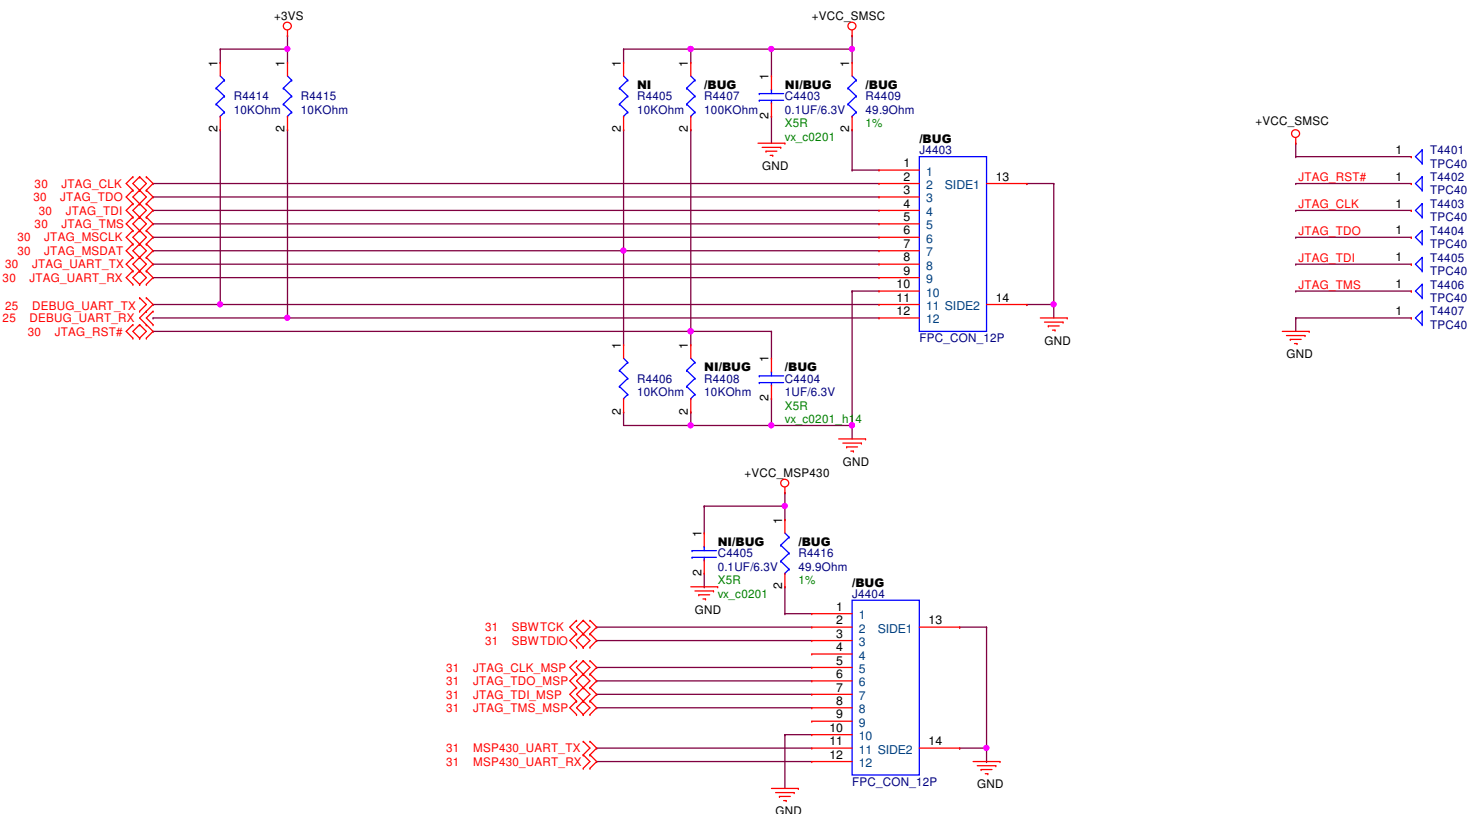 +3VS
+VCC_SMSC
1
1
1
1
1
1
R4414
10KOhm
R4415
10KOhm
NI
R4405
10KOhm
/BUG
R4407
100KOhm
NI/BUG
C4403
0.1UF/6.3V
X5R
vx_c0201
/BUG
R4409
49.9Ohm
1%
2
2
2
2
2
2
GND
/BUG
J4403
30 JTAG_CLK
30 JTAG_TDO
30 JTAG_TDI
30 JTAG_TMS
30 JTAG_MSCLK
30 JTAG_MSDAT
30 JTAG_UART_TX
30 JTAG_UART_RX
25 DEBUG_UART_TX
25 DEBUG_UART_RX
30 JTAG_RST#
1 1
2 2 SIDE1 13
3 3
4 4
5 5
6 6
7 7
8 8
9 9
10 10
11 11 SIDE2 14
12 12
FPC_CON_12P
GND
1
1
1
R4406
10KOhm
NI/BUG
R4408
10KOhm
/BUG
C4404
1UF/6.3V
X5R
vx_c0201_h14
2
2
2
GND
+VCC_SMSC
1 T4401
TPC40
JTAG_RST# 1 T4402
TPC40
JTAG_CLK 1 T4403
TPC40
JTAG_TDO 1 T4404
TPC40
JTAG_TDI 1 T4405
TPC40
JTAG_TMS 1 T4406
TPC40
1 T4407
TPC40
GND
+VCC_MSP430
1
1
NI/BUG
C4405
0.1UF/6.3V
X5R
vx_c0201
/BUG
R4416
49.9Ohm
1%
2
2
GND
/BUG
J4404
31 SBWTCK
31 SBWTDIO
31 JTAG_CLK_MSP
31 JTAG_TDO_MSP
31 JTAG_TDI_MSP
31 JTAG_TMS_MSP
31 MSP430_UART_TX
31 MSP430_UART_RX
1 1
2 2 SIDE1 13
3 3
4 4
5 5
6 6
7 7
8 8
9 9
10 10
11 11 SIDE2 14
12 12
FPC_CON_12P
GND
GND